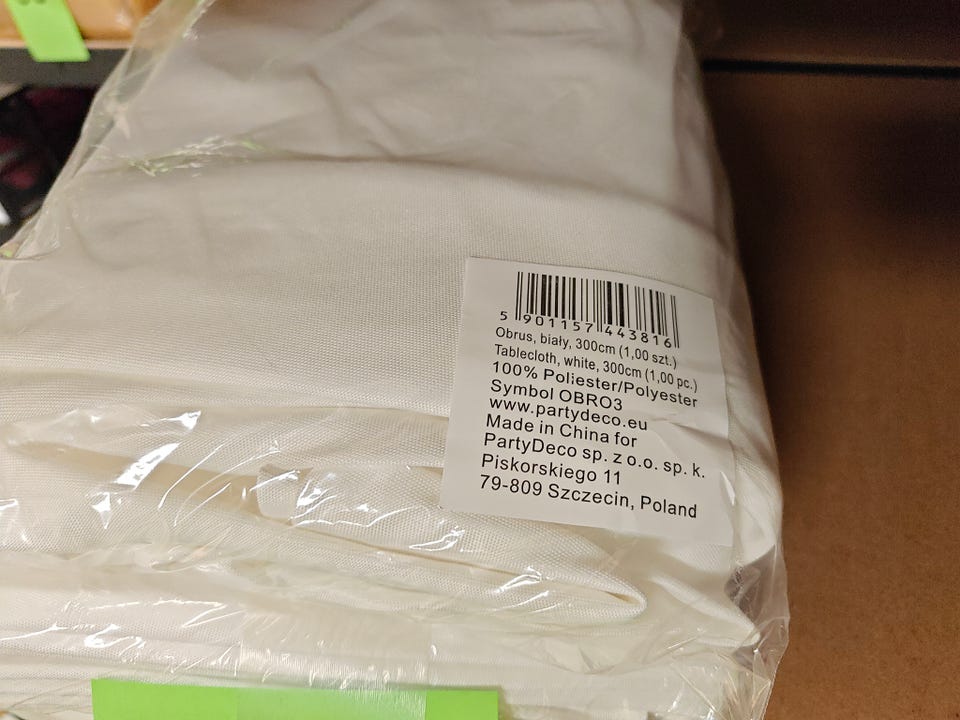 5 901157 443816
Obrus, biały, 300cm (1,00 szt.)
Tablecloth, white, 300cm (1,00 pc.)
100% Poliester/Polyester
Symbol OBRO3
www.partydeco.eu
Made in China for
PartyDeco sp. z o.o. sp. k.
Piskorskiego 11
79-809 Szczecin, Poland